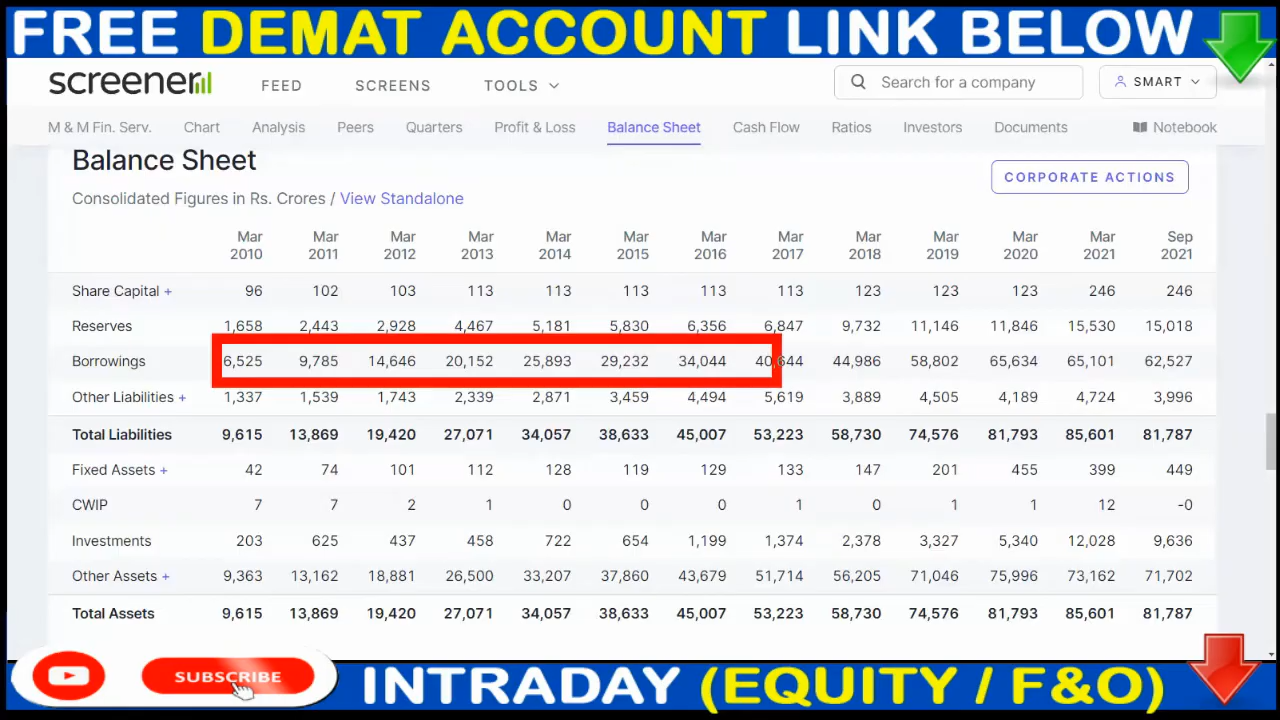 FREE DEMAT ACCOUNT LINK BELOW
screener FEED SCREENS TOOLS Search for a company SMART
M & M Fin. Serv. Chart Analysis Peers Quarters Profit & Loss Balance Sheet Cash Flow Ratios Investors Documents Notebook
Balance Sheet
CORPORATE ACTIONS
Consolidated Figures in Rs. Crores / View Standalone
Mar Mar Mar Mar Mar Mar Mar Mar Mar Mar Mar Mar Sep
2010 2011 2012 2013 2014 2015 2016 2017 2018 2019 2020 2021 2021
Share Capital + 96 102 103 113 113 113 113 113 123 123 123 246 246
Reserves 1,658 2,443 2,928 4,467 5,181 5,830 6,356 6,847 9,732 11,146 11,846 15,530 15,018
Borrowings 6,525 9,785 14,646 20,152 25,893 29,232 34,044 40,644 44,986 58,802 65,634 65,101 62,527
Other Liabilities + 1,337 1,539 1,743 2,339 2,871 3,459 4,494 5,619 3,889 4,505 4,189 4,724 3,996
Total Liabilities 9,615 13,869 19,420 27,071 34,057 38,633 45,007 53,223 58,730 74,576 81,793 85,601 81,787
Fixed Assets + 42 74 101 112 128 119 129 133 147 201 455 399 449
CWIP 7 7 2 1 0 0 0 1 0 1 1 12 -0
Investments 203 625 437 458 722 654 1,199 1,374 2,378 3,327 5,340 12,028 9,636
Other Assets + 9,363 13,162 18,881 26,500 33,207 37,860 43,679 51,714 56,205 71,046 75,996 73,162 71,702
Total Assets 9,615 13,869 19,420 27,071 34,057 38,633 45,007 53,223 58,730 74,576 81,793 85,601 81,787
SUBSCRIBE
INTRADAY (EQUITY / F&O)